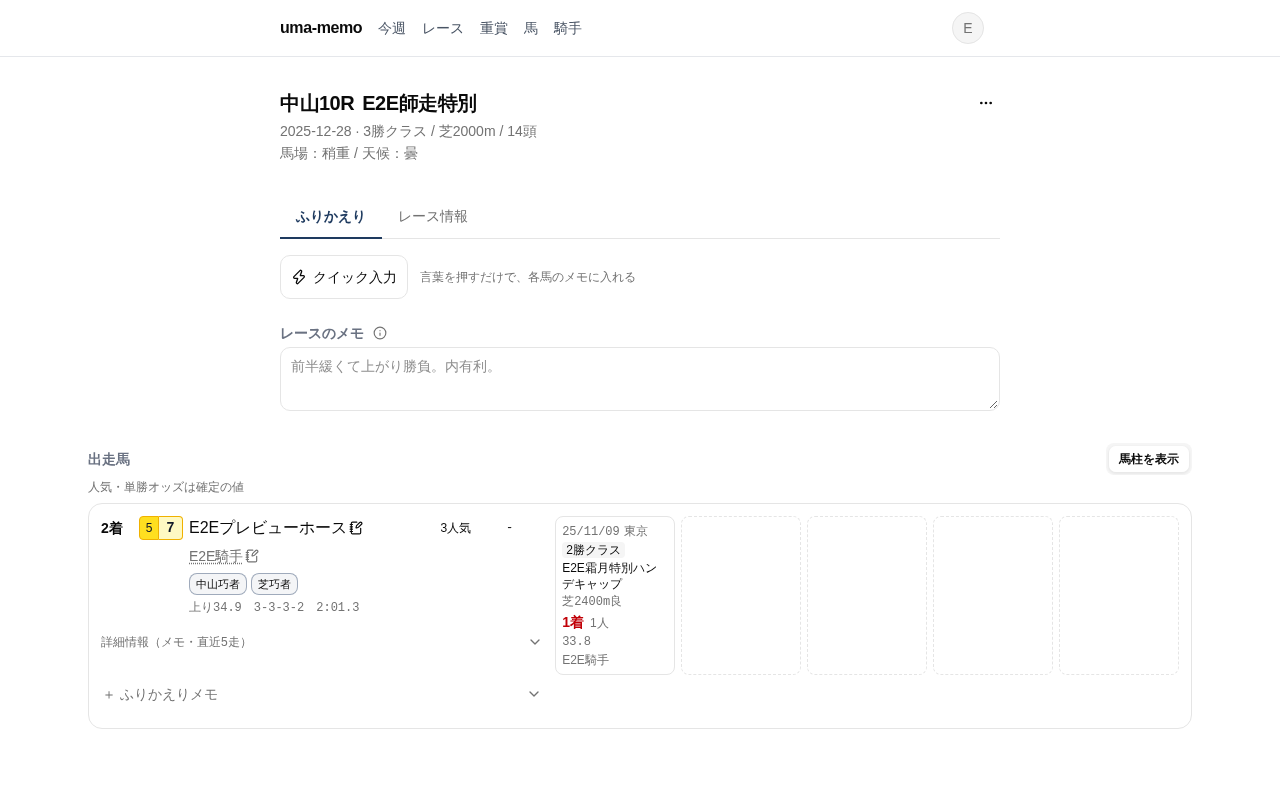 uma-memo 今週 レース 重賞 馬 騎手 E
中山10R E2E師走特別 …
2025-12-28 · 3勝クラス / 芝2000m / 14頭
馬場：稍重 / 天候：曇
ふりかえり レース情報
クイック入力 言葉を押すだけで、各馬のメモに入れる
レースのメモ
前半緩くて上がり勝負。内有利。
出走馬 馬柱を表示
人気・単勝オッズは確定の値
2着 5 7 E2Eプレビューホース 3人気 -
E2E騎手
中山巧者 芝巧者
上り34.9 3-3-3-2 2:01.3
詳細情報（メモ・直近5走）
＋ ふりかえりメモ
25/11/09 東京
2勝クラス
E2E霜月特別ハン
デキャップ
芝2400m良
1着 1人
33.8
E2E騎手